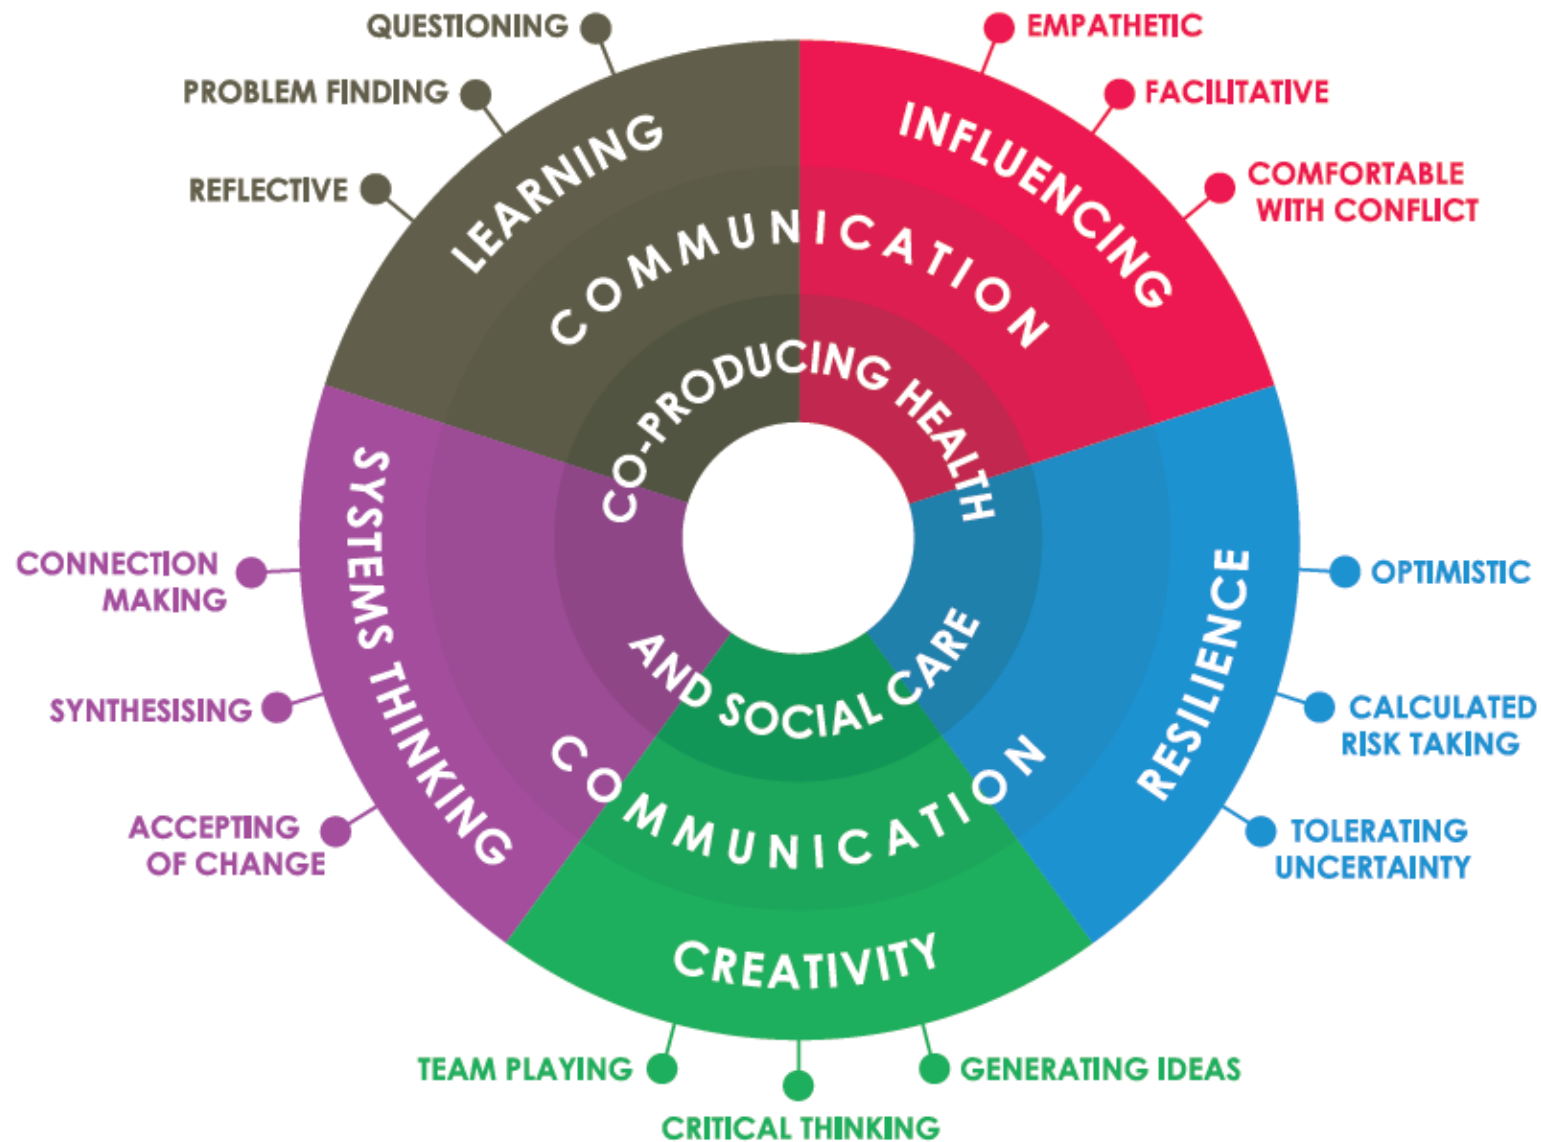 QUESTIONING
PROBLEM FINDING
REFLECTIVE
EMPATHETIC
FACILITATIVE
COMFORTABLE
WITH CONFLICT
LEARNING
INFLUENCING
COMMUNICATION
CO-PRODUCING HEALTH
SYSTEMS THINKING
CONNECTION
MAKING
SYNTHESISING
ACCEPTING
OF CHANGE
RESILIENCE
OPTIMISTIC
CALCULATED
RISK TAKING
TOLERATING
UNCERTAINTY
AND SOCIAL CARE
COMMUNICATION
CREATIVITY
TEAM PLAYING
CRITICAL THINKING
GENERATING IDEAS